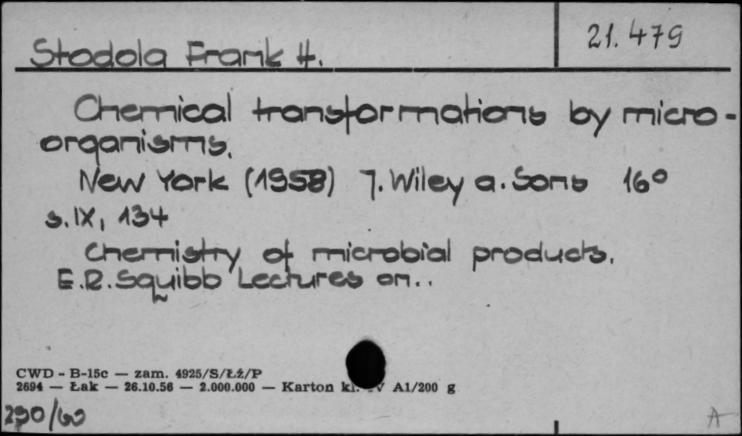 21.479
Stodola Frank H.
Chemical transformations by micro-
organisms.
New York (1958) J. Wiley a. Sons 16°
s. IX, 134
Chemistry of microbial products.
E.R. Squibb Lectures on..
CWD - B-15c — zam. 4925/S/Łż/P
2694 — Łak — 26.10.56 — 2.000.000 — Karton kl. IV A1/200 g
290/60
A